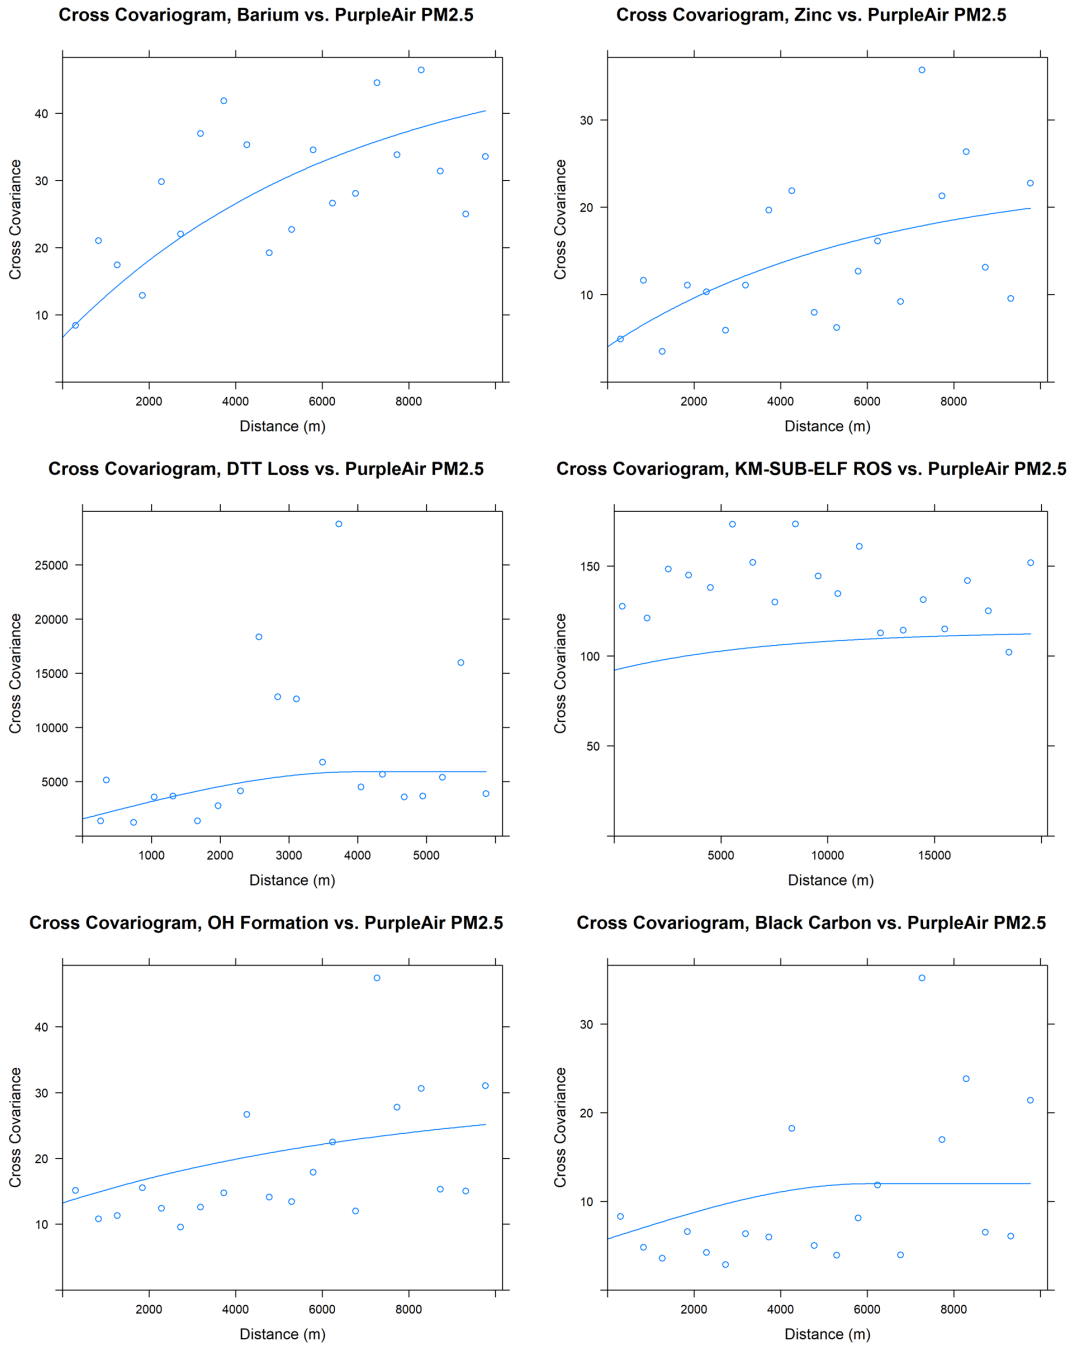 Cross Covariogram, Barium vs. PurpleAir PM2.5
Cross Covariance
40
30
20
10
2000 4000 6000 8000
Distance (m)
Cross Covariogram, Zinc vs. PurpleAir PM2.5
Cross Covariance
30
20
10
2000 4000 6000 8000
Distance (m)
Cross Covariogram, DTT Loss vs. PurpleAir PM2.5
Cross Covariance
25000
20000
15000
10000
5000
1000 2000 3000 4000 5000
Distance (m)
Cross Covariogram, KM-SUB-ELF ROS vs. PurpleAir PM2.5
Cross Covariance
150
100
50
5000 10000 15000
Distance (m)
Cross Covariogram, OH Formation vs. PurpleAir PM2.5
Cross Covariance
40
30
20
10
2000 4000 6000 8000
Distance (m)
Cross Covariogram, Black Carbon vs. PurpleAir PM2.5
Cross Covariance
30
20
10
2000 4000 6000 8000
Distance (m)